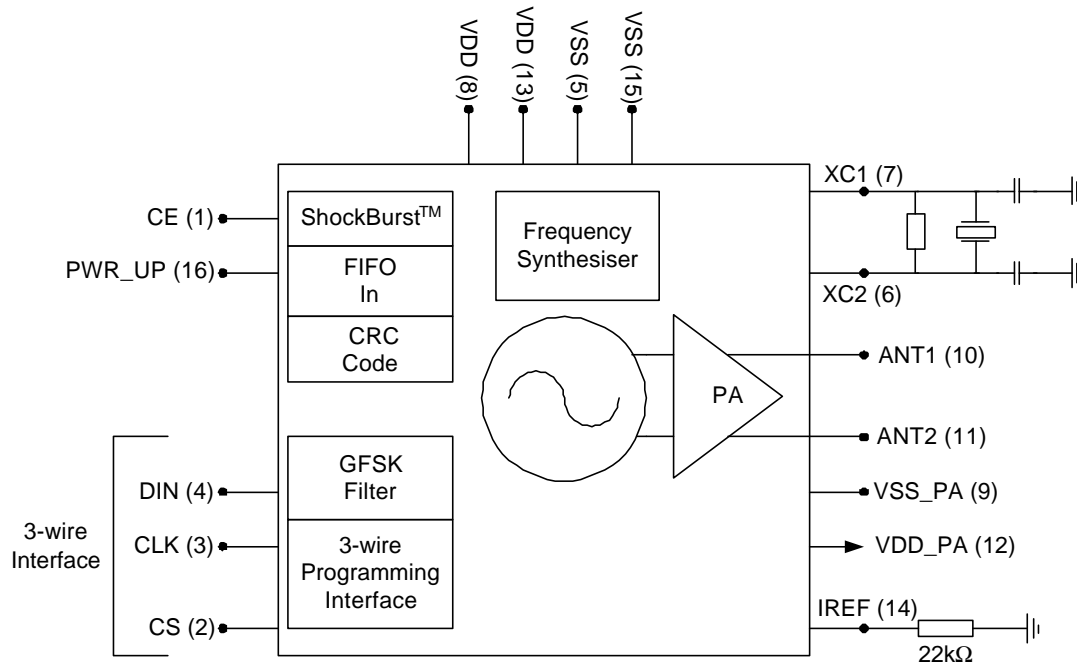 VDD (8)
VDD (13)
VSS (5)
VSS (15)
CE (1)
PWR_UP (16)
ShockBurst™
FIFO
In
CRC
Code
Frequency
Synthesiser
XC1 (7)
XC2 (6)
PA
ANT1 (10)
ANT2 (11)
VSS_PA (9)
VDD_PA (12)
IREF (14)
22kΩ
3-wire
Interface
DIN (4)
CLK (3)
CS (2)
GFSK
Filter
3-wire
Programming
Interface